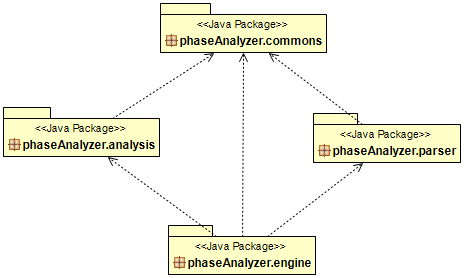 <<Java Package>>
phaseAnalyzer.commons
<<Java Package>>
phaseAnalyzer.analysis
<<Java Package>>
phaseAnalyzer.parser
<<Java Package>>
phaseAnalyzer.engine